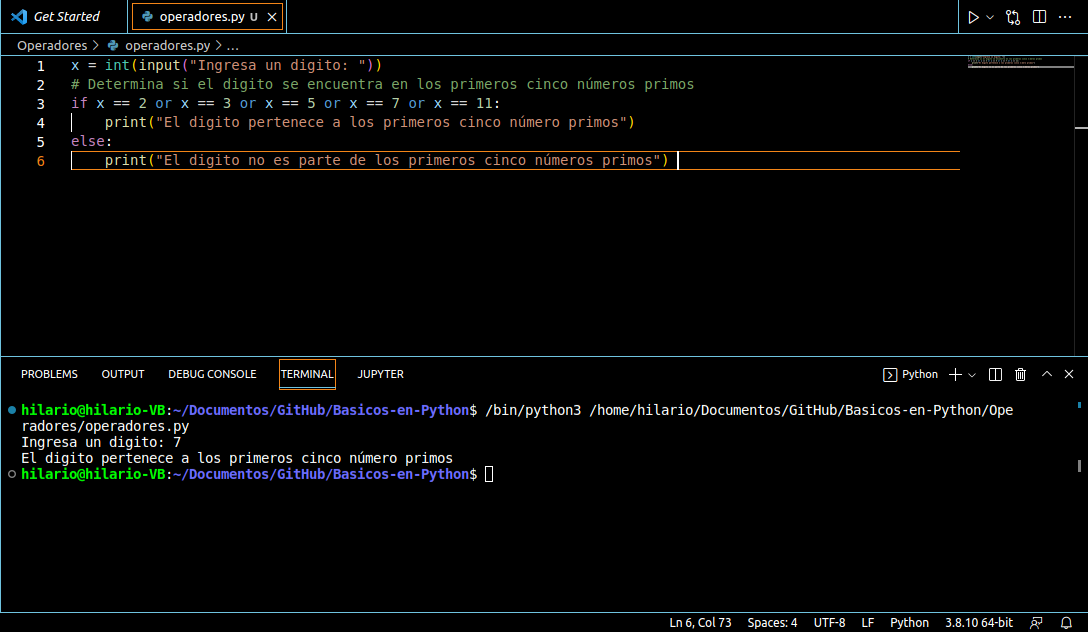 Get Started
operadores.py U
Operadores > operadores.py > ...
1 x = int(input("Ingresa un digito: "))
2 # Determina si el digito se encuentra en los primeros cinco números primos
3 if x == 2 or x == 3 or x == 5 or x == 7 or x == 11:
4     print("El digito pertenece a los primeros cinco número primos")
5 else:
6     print("El digito no es parte de los primeros cinco números primos")
PROBLEMS OUTPUT DEBUG CONSOLE TERMINAL JUPYTER
Python
hilario@hilario-VB:~/Documentos/GitHub/Basicos-en-Python$ /bin/python3 /home/hilario/Documentos/GitHub/Basicos-en-Python/Ope
radores/operadores.py
Ingresa un digito: 7
El digito pertenece a los primeros cinco número primos
hilario@hilario-VB:~/Documentos/GitHub/Basicos-en-Python$
Ln 6, Col 73 Spaces: 4 UTF-8 LF Python 3.8.10 64-bit